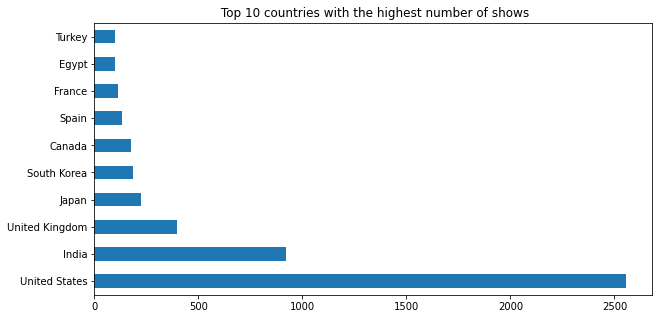 Top 10 countries with the highest number of shows
Turkey
Egypt
France
Spain
Canada
South Korea
Japan
United Kingdom
India
United States
0 500 1000 1500 2000 2500